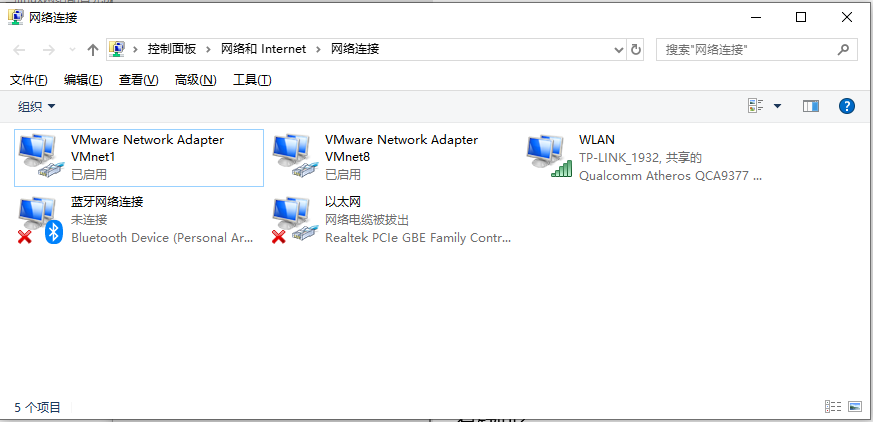 网络连接
控制面板 > 网络和 Internet > 网络连接
搜索"网络连接"
文件(F) 编辑(E) 查看(V) 高级(N) 工具(T)
组织
VMware Network Adapter
VMnet1
已启用
VMware Network Adapter
VMnet8
已启用
WLAN
TP-LINK_1932, 共享的
Qualcomm Atheros QCA9377 ...
蓝牙网络连接
未连接
Bluetooth Device (Personal Ar...
以太网
网络电缆被拔出
Realtek PCIe GBE Family Contr...
5 个项目